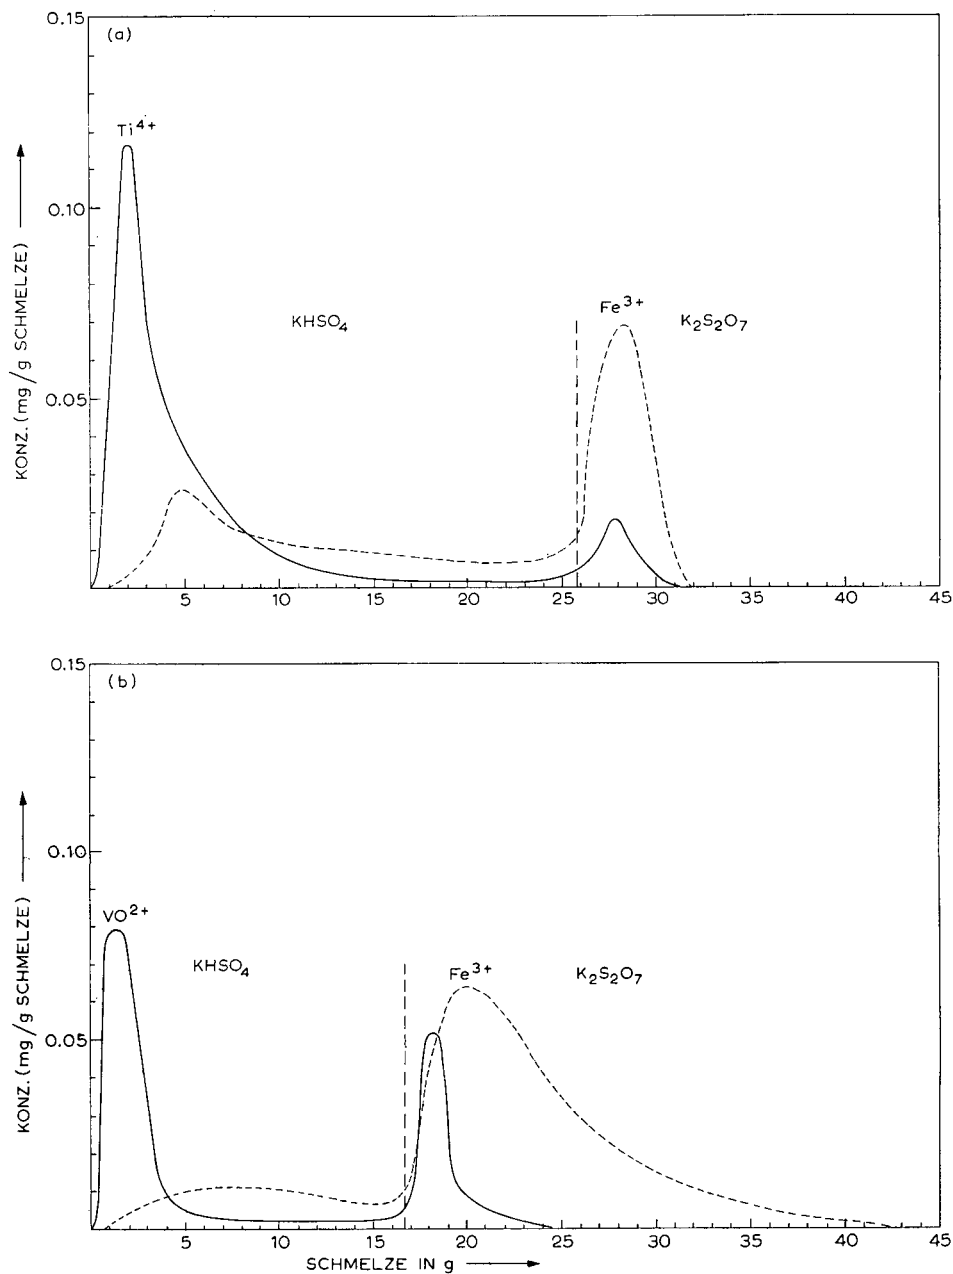 (a)
0.15
Ti⁴⁺
0.10
KHSO₄
Fe³⁺
K₂S₂O₇
0.05
KONZ. (mg/g SCHMELZE)
5 10 15 20 25 30 35 40 45
(b)
0.15
0.10
VO²⁺
KHSO₄
Fe³⁺
K₂S₂O₇
0.05
KONZ. (mg/g SCHMELZE)
5 10 15 20 25 30 35 40 45
SCHMELZE IN g